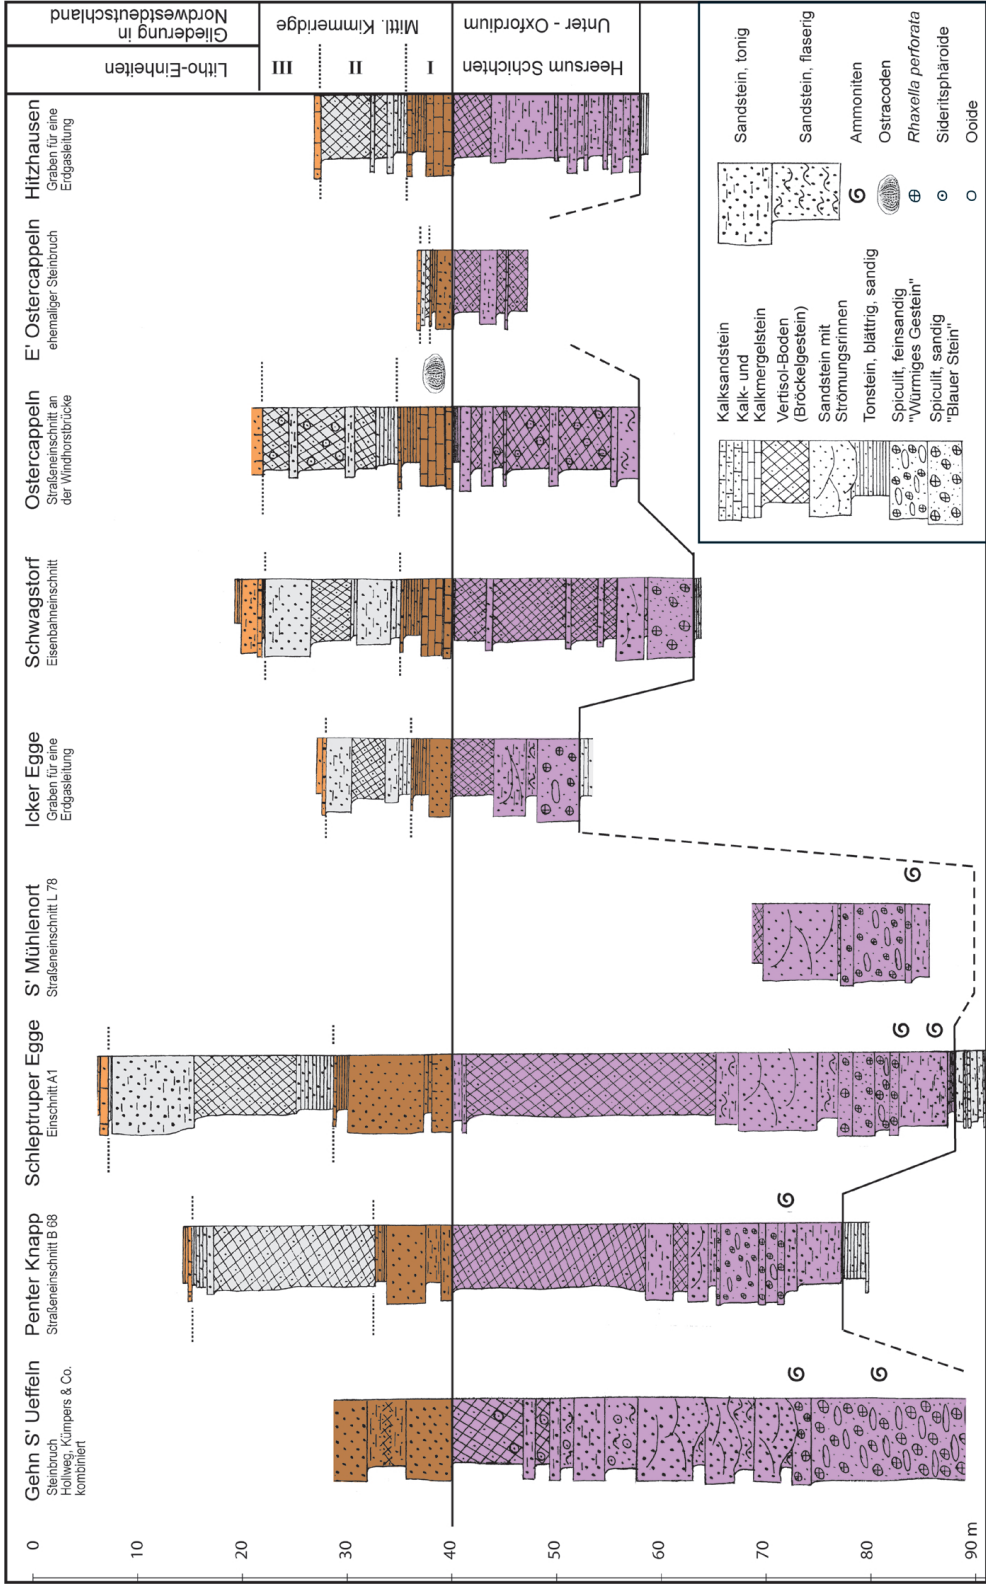 Gehn S' Ueffeln
Steinbruch
Hollweg, Kümpers & Co.
kombiniert
Penter Knapp
Straßeneinschnitt B 68
Schleptruper Egge
Einschnitt A1
S' Mühlenort
Straßeneinschnitt L 78
Icker Egge
Graben für eine
Erdgasleitung
Schwagstorf
Eisenbahneinschnitt
Ostercappeln
Straßeneinschnitt an
der Windhorstbrücke
E' Ostercappeln
ehemaliger Steinbruch
Hitzhausen
Graben für eine
Erdgasleitung
Gliederung in
Nordwestdeutschland
Litho-Einheiten
Mittl. Kimmeridge
III
II
I
Unter - Oxfordium
Heersum Schichten
0
10
20
30
40
50
60
70
80
90 m
Kalksandstein
Kalk- und
Kalkmergelstein
Vertisol-Boden
(Bröckelgestein)
Sandstein mit
Strömungsrinnen
Tonstein, blättrig, sandig
Spiculit, feinsandig
"Würmiges Gestein"
Spiculit, sandig
"Blauer Stein"
Sandstein, tonig
Sandstein, flaserig
Ammoniten
Ostracoden
Rhaxella perforata
Sideritsphäroide
Ooide